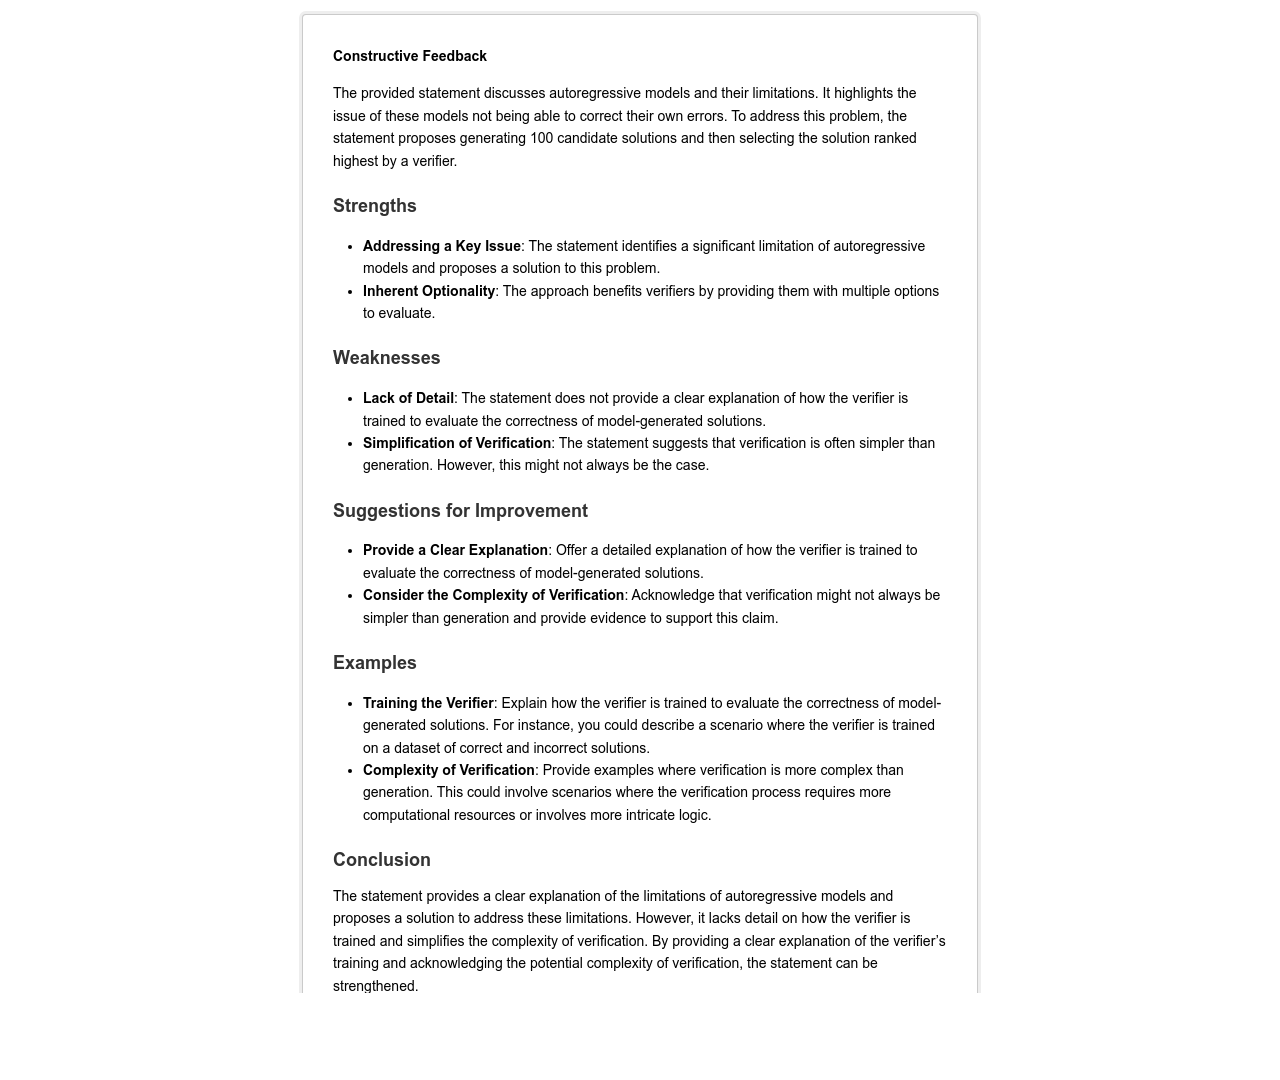 Constructive Feedback
The provided statement discusses autoregressive models and their limitations. It highlights the
issue of these models not being able to correct their own errors. To address this problem, the
statement proposes generating 100 candidate solutions and then selecting the solution ranked
highest by a verifier.
Strengths
• Addressing a Key Issue: The statement identifies a significant limitation of autoregressive
models and proposes a solution to this problem.
• Inherent Optionality: The approach benefits verifiers by providing them with multiple options
to evaluate.
Weaknesses
• Lack of Detail: The statement does not provide a clear explanation of how the verifier is
trained to evaluate the correctness of model-generated solutions.
• Simplification of Verification: The statement suggests that verification is often simpler than
generation. However, this might not always be the case.
Suggestions for Improvement
• Provide a Clear Explanation: Offer a detailed explanation of how the verifier is trained to
evaluate the correctness of model-generated solutions.
• Consider the Complexity of Verification: Acknowledge that verification might not always be
simpler than generation and provide evidence to support this claim.
Examples
• Training the Verifier: Explain how the verifier is trained to evaluate the correctness of model-
generated solutions. For instance, you could describe a scenario where the verifier is trained
on a dataset of correct and incorrect solutions.
• Complexity of Verification: Provide examples where verification is more complex than
generation. This could involve scenarios where the verification process requires more
computational resources or involves more intricate logic.
Conclusion
The statement provides a clear explanation of the limitations of autoregressive models and
proposes a solution to address these limitations. However, it lacks detail on how the verifier is
trained and simplifies the complexity of verification. By providing a clear explanation of the verifier's
training and acknowledging the potential complexity of verification, the statement can be
strengthened.